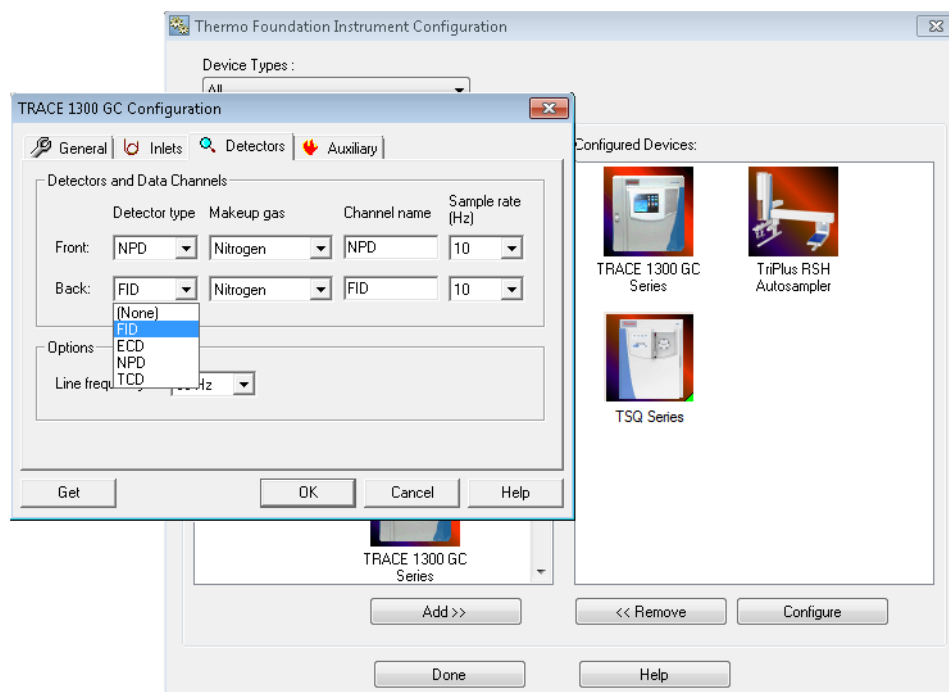 Thermo Foundation Instrument Configuration
Device Types :
All
TRACE 1300 GC Configuration
General
Inlets
Detectors
Auxiliary
Detectors and Data Channels
Detector type
Makeup gas
Channel name
Sample rate
(Hz)
Front:
NPD
Nitrogen
NPD
10
Back:
FID
Nitrogen
FID
10
(None)
FID
ECD
NPD
TCD
Options
Line
Hz
Get
OK
Cancel
Help
Configured Devices:
TRACE 1300 GC
Series
TriPlus RSH
Autosampler
TSQ Series
TRACE 1300 GC
Series
Add >>
<< Remove
Configure
Done
Help